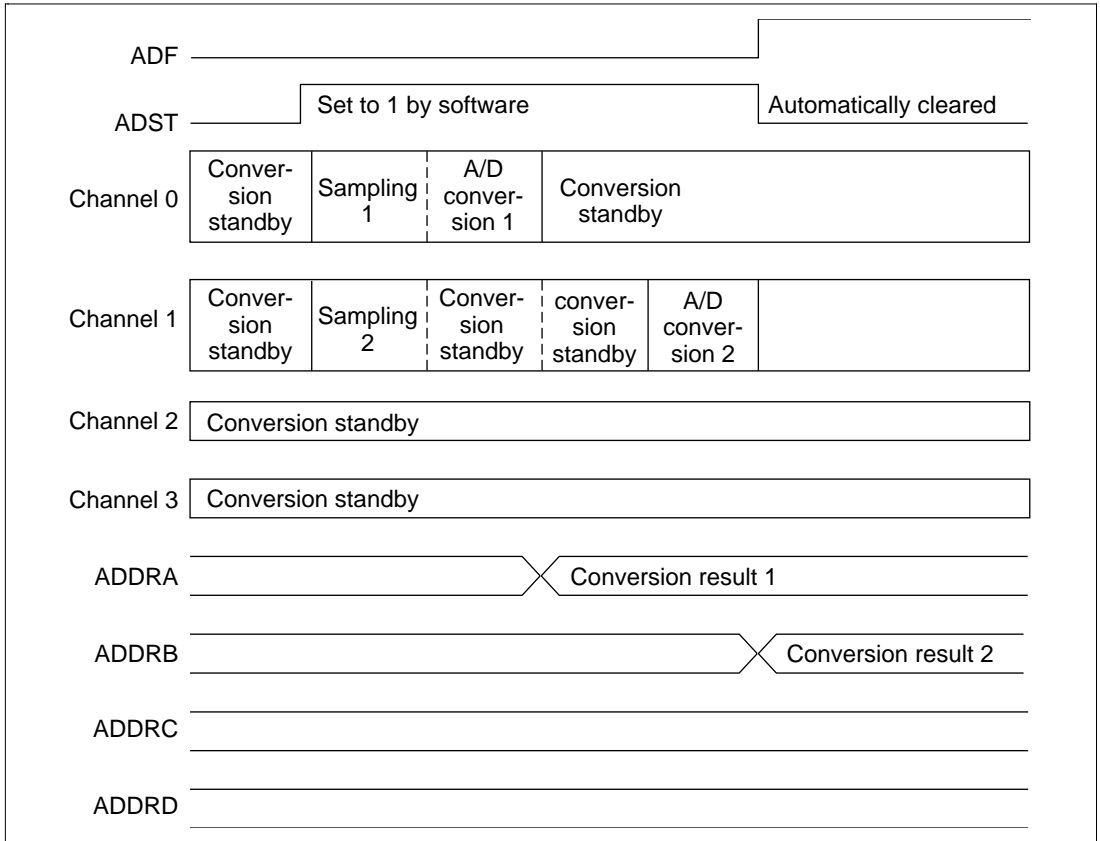 ADF
ADST
Set to 1 by software
Automatically cleared
Channel 0
Conver-
sion
standby
Sampling
1
A/D
conver-
sion 1
Conversion
standby
Channel 1
Conver-
sion
standby
Sampling
2
Conver-
sion
standby
conver-
sion
standby
A/D
conver-
sion 2
Channel 2
Conversion standby
Channel 3
Conversion standby
ADDRA
Conversion result 1
ADDRB
Conversion result 2
ADDRC
ADDRD